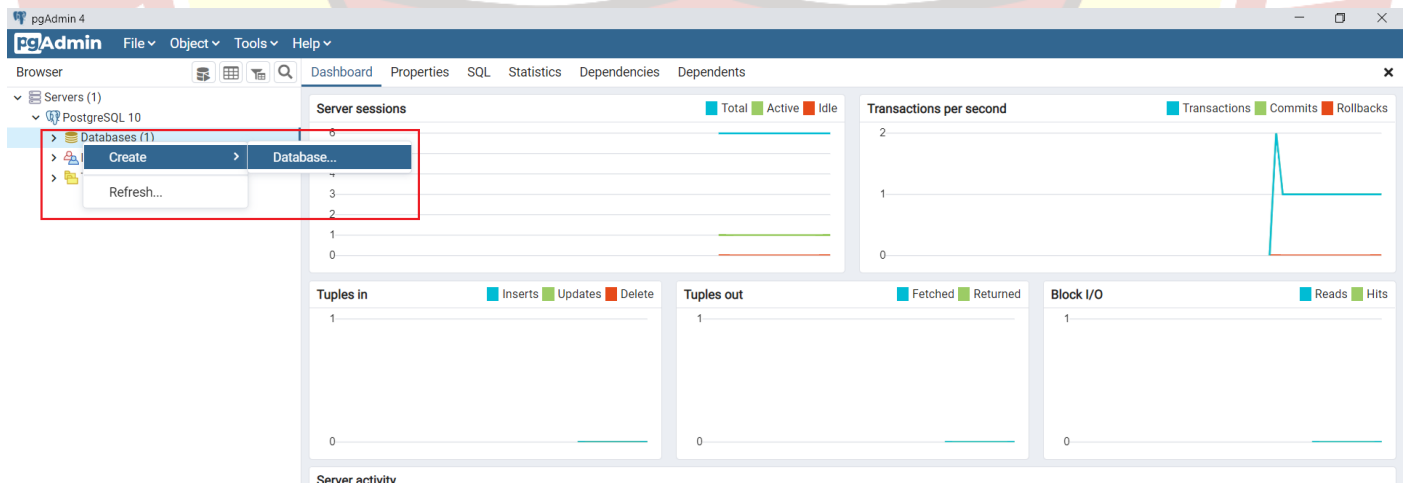 pgAdmin 4
pgAdmin File Object Tools Help
Browser
Dashboard Properties SQL Statistics Dependencies Dependents
Servers (1)
PostgreSQL 10
Databases (1)
Create
Database...
Refresh...
Server sessions
Total Active Idle
6
4
3
2
1
0
Transactions per second
Transactions Commits Rollbacks
2
1
0
Tuples in
Inserts Updates Delete
1
0
Tuples out
Fetched Returned
1
0
Block I/O
Reads Hits
1
0
Server activity